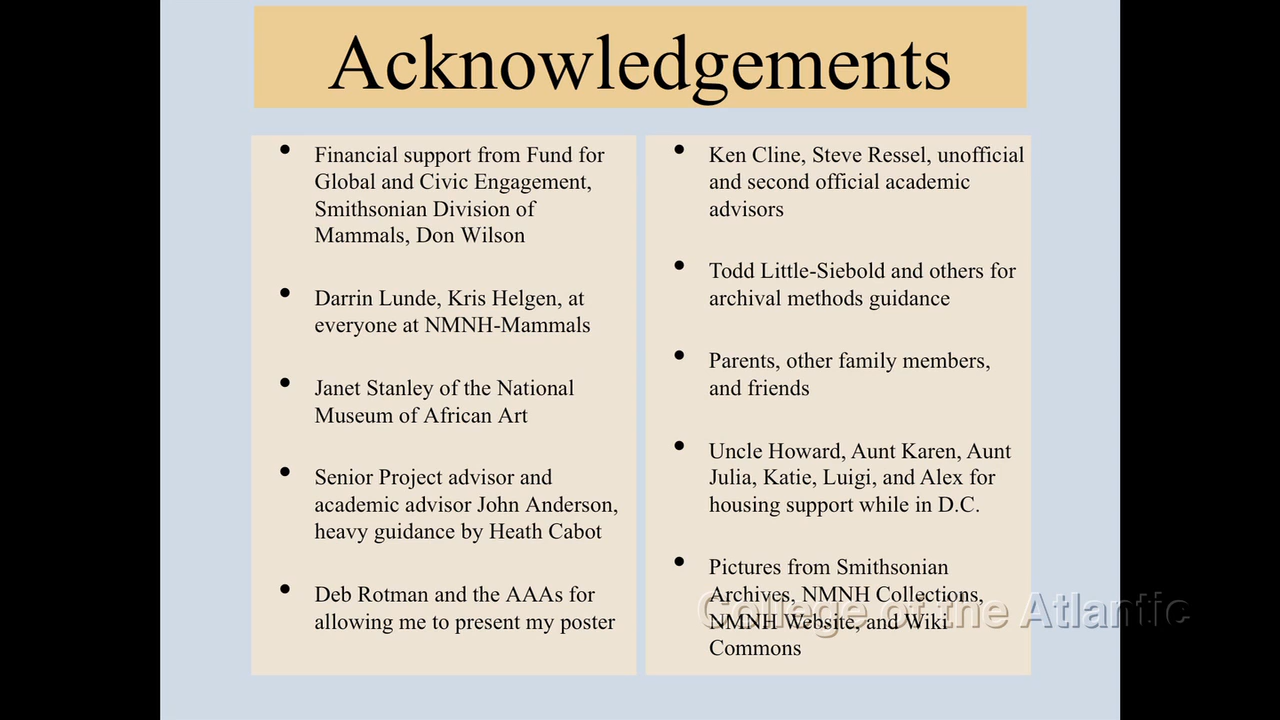 Acknowledgements
• Financial support from Fund for
Global and Civic Engagement,
Smithsonian Division of
Mammals, Don Wilson
• Darrin Lunde, Kris Helgen, at
everyone at NMNH-Mammals
• Janet Stanley of the National
Museum of African Art
• Senior Project advisor and
academic advisor John Anderson,
heavy guidance by Heath Cabot
• Deb Rotman and the AAAs for
allowing me to present my poster
• Ken Cline, Steve Ressel, unofficial
and second official academic
advisors
• Todd Little-Siebold and others for
archival methods guidance
• Parents, other family members,
and friends
• Uncle Howard, Aunt Karen, Aunt
Julia, Katie, Luigi, and Alex for
housing support while in D.C.
• Pictures from Smithsonian
Archives, NMNH Collections,
NMNH Website, and Wiki
Commons
College of the Atlantic